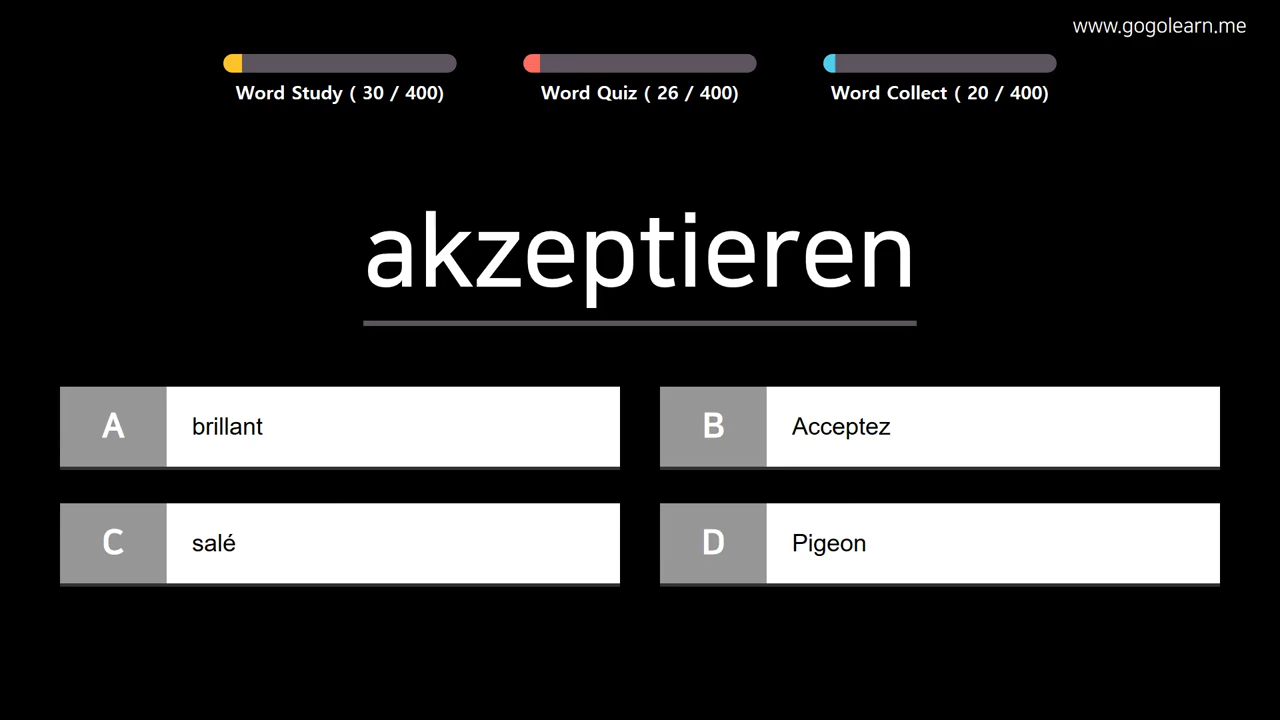 www.gogolearn.me
Word Study ( 30 / 400)
Word Quiz ( 26 / 400)
Word Collect ( 20 / 400)
akzeptieren
A brillant
B Acceptez
C salé
D Pigeon